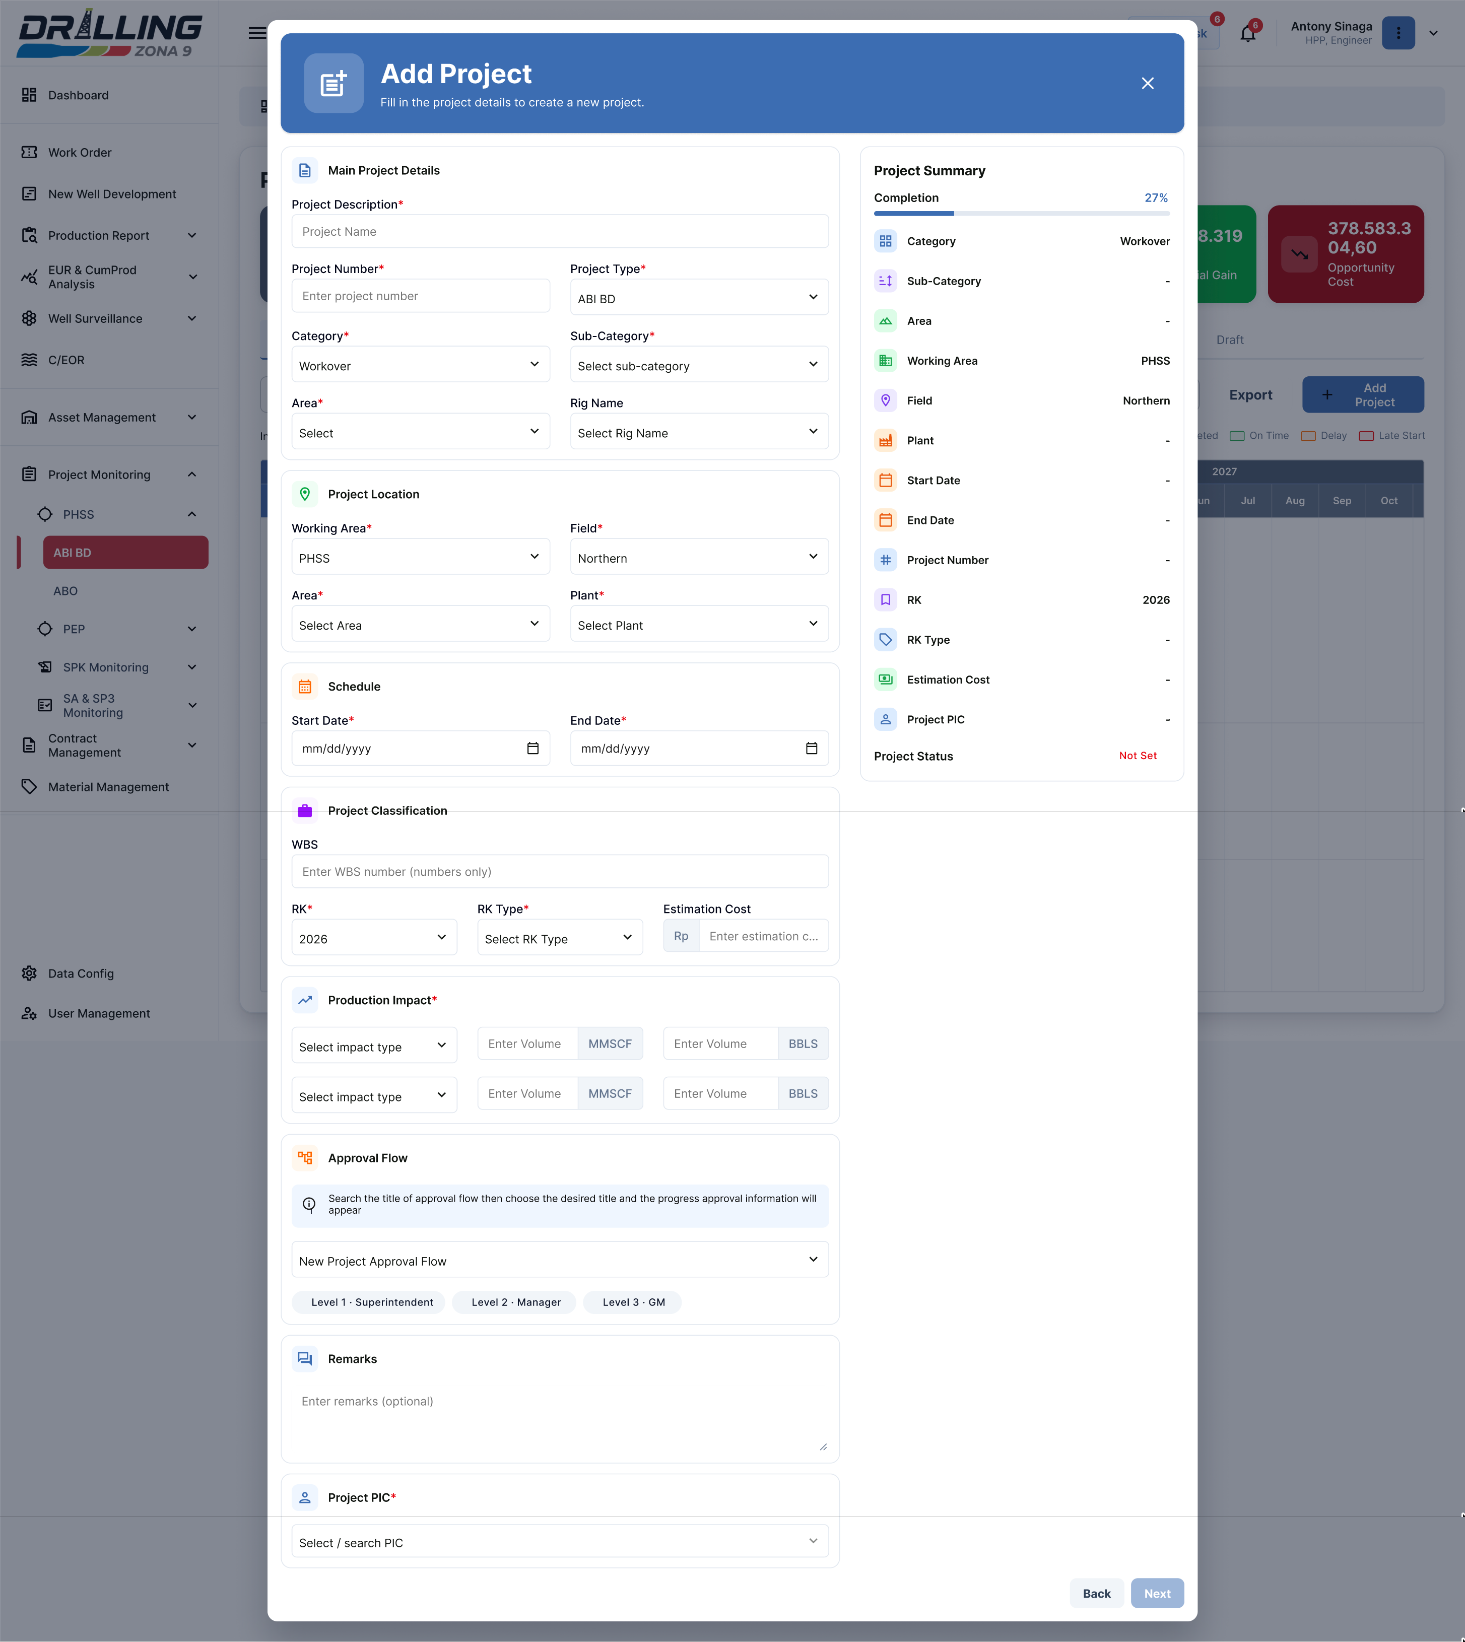 DRILLING
ZONA 9
6
6
Antony Sinaga
HPP, Engineer
Dashboard
Work Order
New Well Development
Production Report
EUR & CumProd
Analysis
Well Surveillance
C/EOR
Asset Management
Project Monitoring
PHSS
ABI BD
ABO
PEP
SPK Monitoring
SA & SP3
Monitoring
Contract
Management
Material Management
Data Config
User Management
Add Project
Fill in the project details to create a new project.
Main Project Details
Project Description*
Project Name
Project Number*
Project Type*
Enter project number
ABI BD
Category*
Sub-Category*
Workover
Select sub-category
Area*
Rig Name
Select
Select Rig Name
Project Location
Working Area*
Field*
PHSS
Northern
Area*
Plant*
Select Area
Select Plant
Schedule
Start Date*
End Date*
mm/dd/yyyy
mm/dd/yyyy
Project Classification
WBS
Enter WBS number (numbers only)
RK*
RK Type*
Estimation Cost
2026
Select RK Type
Rp
Enter estimation c...
Production Impact*
Select impact type
Enter Volume
MMSCF
Enter Volume
BBLS
Select impact type
Enter Volume
MMSCF
Enter Volume
BBLS
Approval Flow
Search the title of approval flow then choose the desired title and the progress approval information will
appear
New Project Approval Flow
Level 1 · Superintendent
Level 2 · Manager
Level 3 · GM
Remarks
Enter remarks (optional)
Project PIC*
Select / search PIC
Back
Next
Project Summary
Completion
27%
Category
Workover
Sub-Category
-
Area
-
Working Area
PHSS
Field
Northern
Plant
-
Start Date
-
End Date
-
Project Number
-
RK
2026
RK Type
-
Estimation Cost
-
Project PIC
-
Project Status
Not Set
8.319
ial Gain
378.583.3
04,60
Opportunity
Cost
Draft
Export
Add
Project
eted
On Time
Delay
Late Start
2027
un
Jul
Aug
Sep
Oct